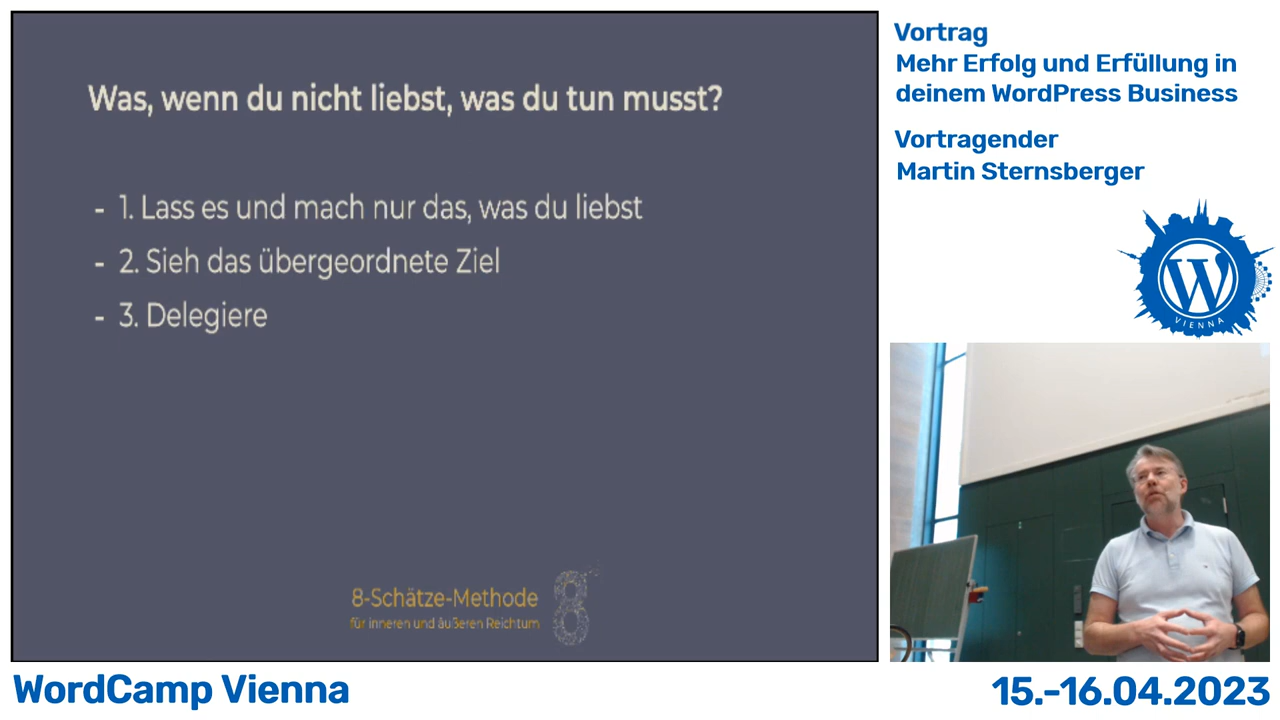 Was, wenn du nicht liebst, was du tun musst?
- 1. Lass es und mach nur das, was du liebst
- 2. Sieh das übergeordnete Ziel
- 3. Delegiere
8-Schätze-Methode
für inneren und äußeren Reichtum
8
Vortrag
Mehr Erfolg und Erfüllung in
deinem WordPress Business
Vortragender
Martin Sternsberger
W
VIENNA
WordCamp Vienna
15.-16.04.2023